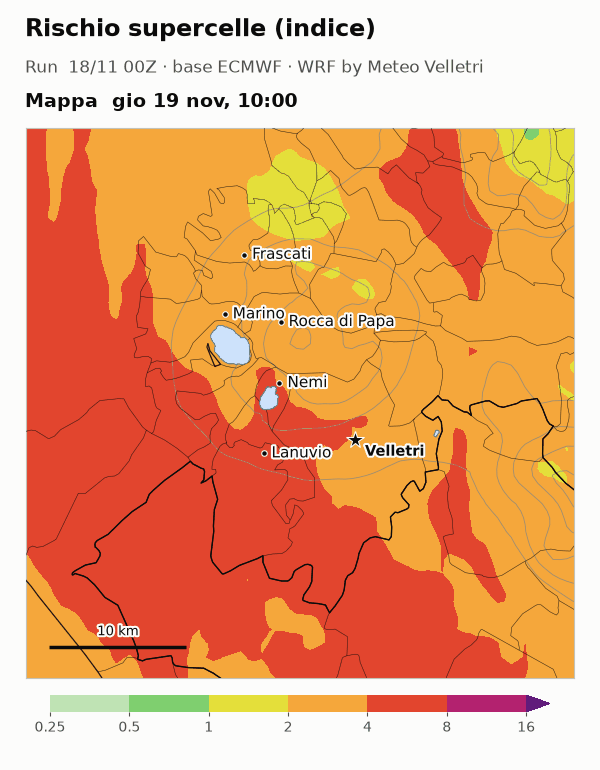 Rischio supercelle (indice)
Run  18/11 00Z · base ECMWF · WRF by Meteo Velletri
Mappa  gio 19 nov, 10:00
Frascati
Marino
Rocca di Papa
Nemi
Velletri
Lanuvio
10 km
0.25 0.5 1 2 4 8 16